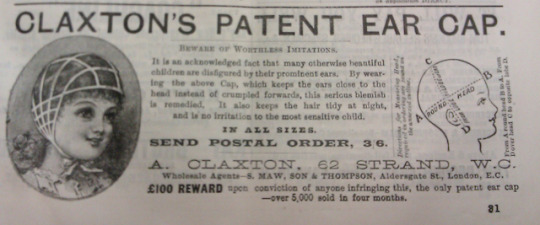 CLAXTON'S PATENT EAR CAP.
BEWARE OF WORTHLESS IMITATIONS.
It is an acknowledged fact that many otherwise beautiful
children are disfigured by their prominent ears. By wear-
ing the above Cap, which keeps the ears close to the
head instead of crumpled forwards, this serious blemish
is remedied. It also keeps the hair tidy at night,
and is no irritation to the most sensitive child.
IN ALL SIZES.
SEND POSTAL ORDER, 3/6.
A. CLAXTON, 62 STRAND, W.C.
Wholesale Agents—S. MAW, SON & THOMPSON, Aldersgate St., London, E.C.
£100 REWARD upon conviction of anyone infringing this, the only patent ear cap
—over 5,000 sold in four months.
C
B
ROUND HEAD
A
D
31